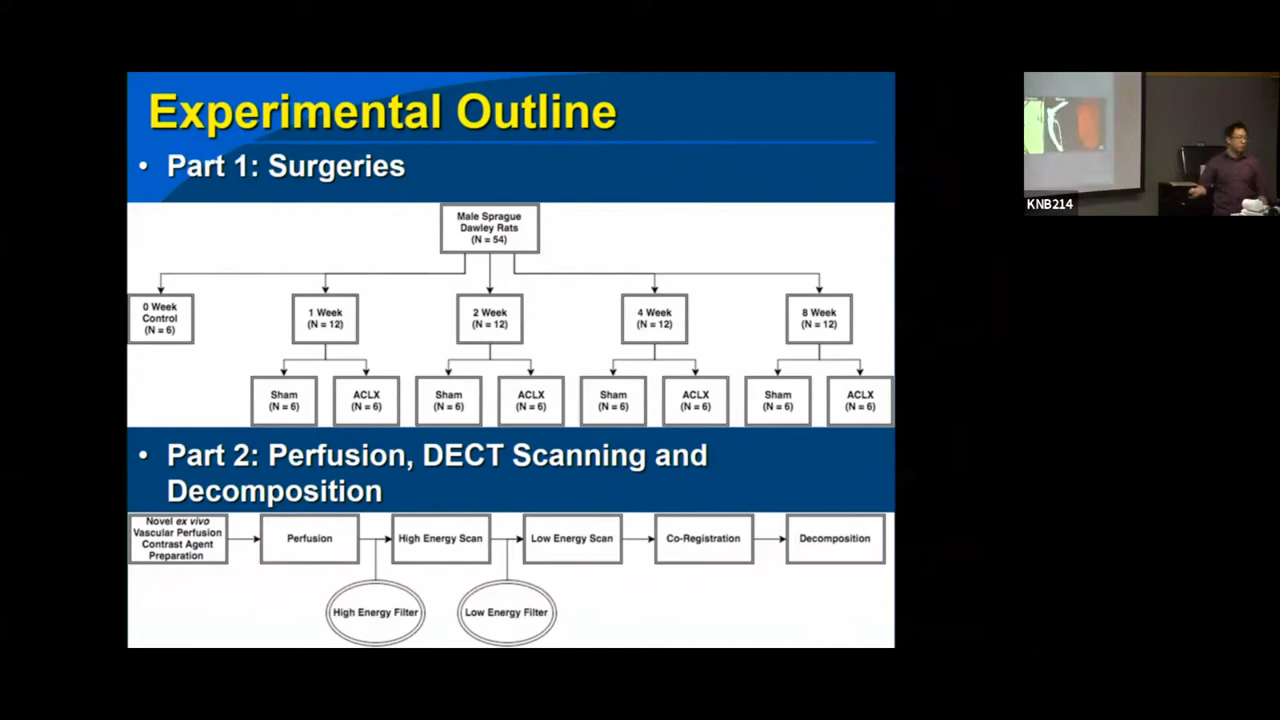 Experimental Outline
• Part 1: Surgeries
Male Sprague
Dawley Rats
(N = 54)
0 Week
Control
(N = 6)
1 Week
(N = 12)
2 Week
(N = 12)
4 Week
(N = 12)
8 Week
(N = 12)
Sham
(N = 6)
ACLX
(N = 6)
Sham
(N = 6)
ACLX
(N = 6)
Sham
(N = 6)
ACLX
(N = 6)
Sham
(N = 6)
ACLX
(N = 6)
• Part 2: Perfusion, DECT Scanning and
Decomposition
Novel ex vivo
Vascular Perfusion
Contrast Agent
Preparation
Perfusion
High Energy Scan
Low Energy Scan
Co-Registration
Decomposition
High Energy Filter
Low Energy Filter
KNB214